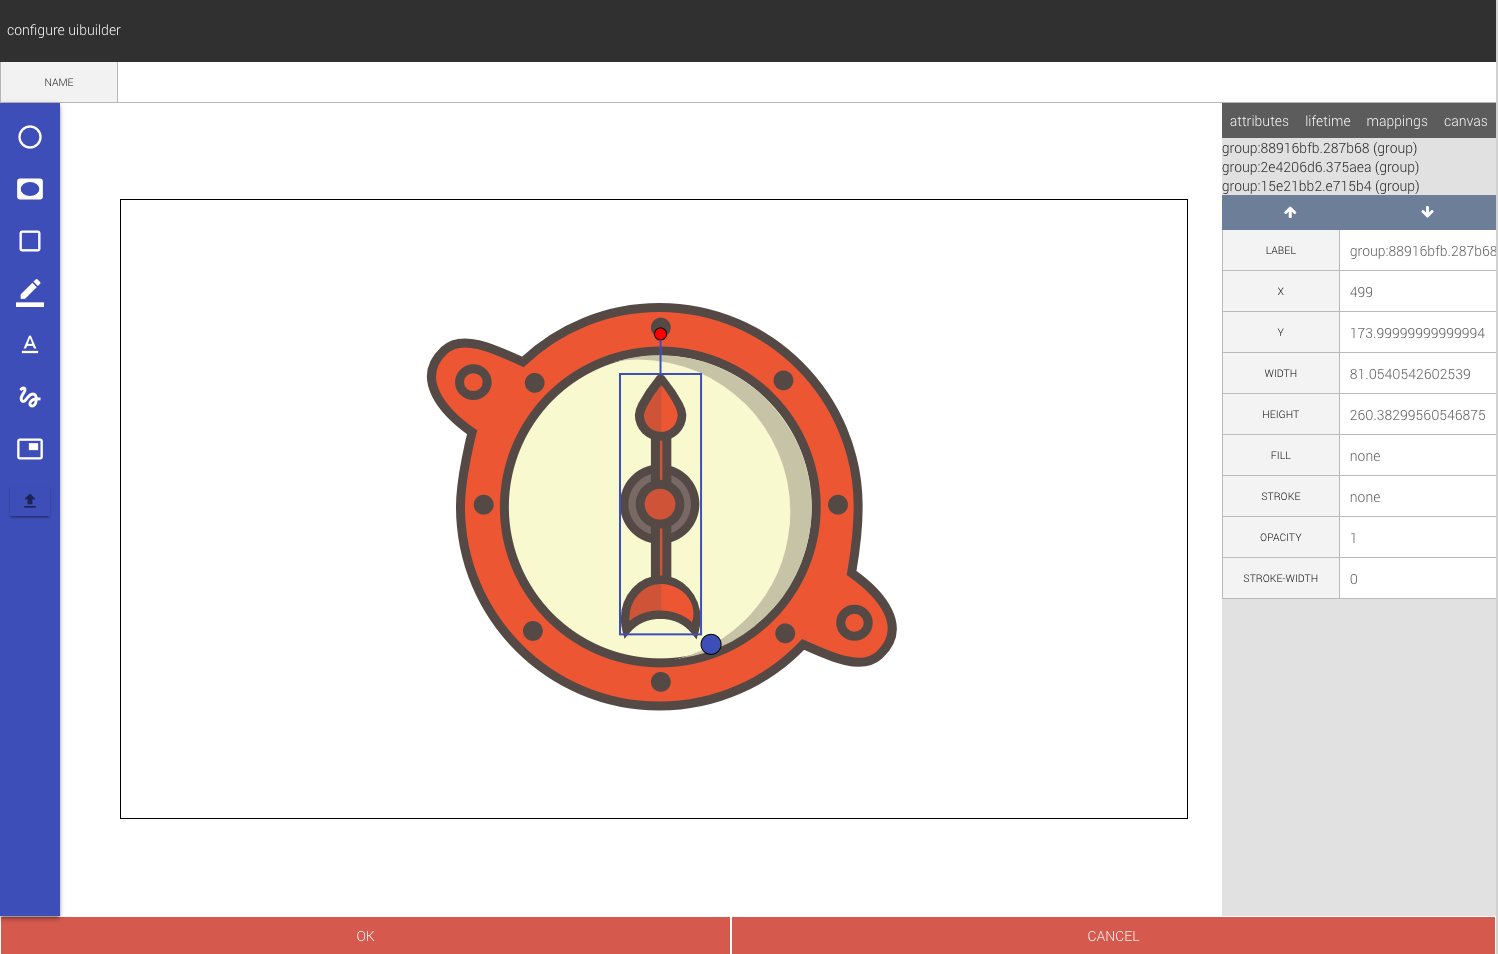 configure uibuilder
NAME
attributes lifetime mappings canvas
group:88916bfb.287b68 (group)
group:2e4206d6.375aea (group)
group:15e21bb2.e715b4 (group)
LABEL group:88916bfb.287b68
X 499
Y 173.99999999999994
WIDTH 81.0540542602539
HEIGHT 260.38299560546875
FILL none
STROKE none
OPACITY 1
STROKE-WIDTH 0
A
OK CANCEL